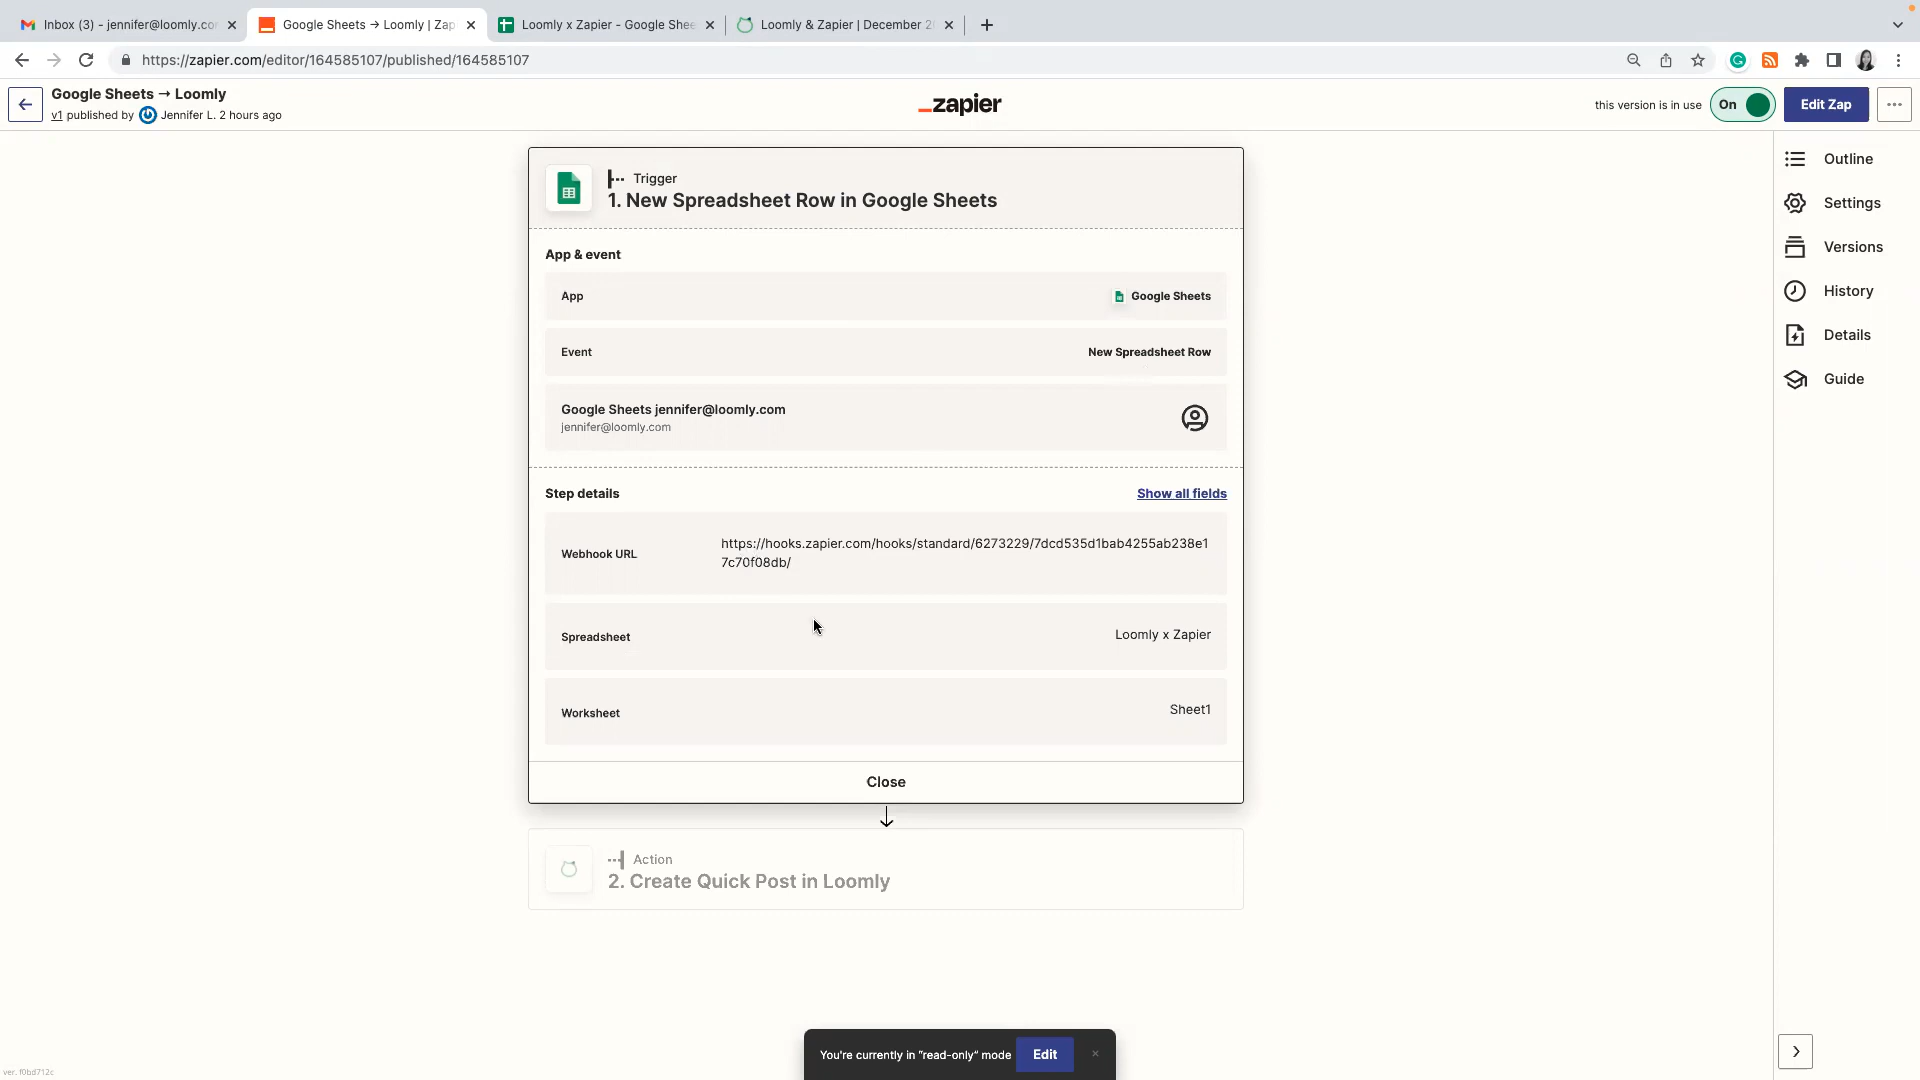 Inbox (3) - jennifer@loomly.co
Google Sheets → Loomly | Zap
Loomly x Zapier - Google Shee
Loomly & Zapier | December 2
https://zapier.com/editor/164585107/published/164585107
Google Sheets → Loomly
v1 published by Jennifer L. 2 hours ago
zapier
this version is in use
On
Edit Zap
Trigger
1. New Spreadsheet Row in Google Sheets
App & event
App
Google Sheets
Event
New Spreadsheet Row
Google Sheets jennifer@loomly.com
jennifer@loomly.com
Step details
Show all fields
Webhook URL
https://hooks.zapier.com/hooks/standard/6273229/7dcd535d1bab4255ab238e1
7c70f08db/
Spreadsheet
Loomly x Zapier
Worksheet
Sheet1
Close
Action
2. Create Quick Post in Loomly
Outline
Settings
Versions
History
Details
Guide
You're currently in "read-only" mode
Edit
ver. f0bd712c